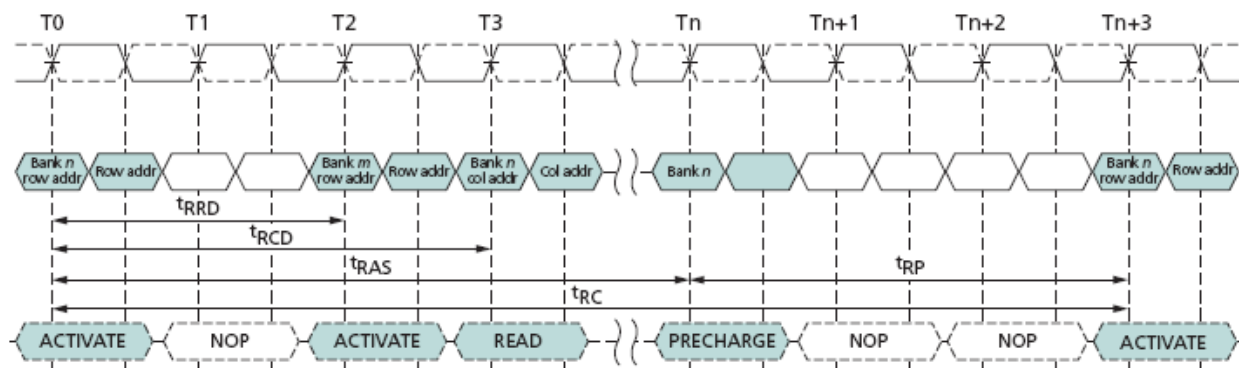 T0 T1 T2 T3 Tn Tn+1 Tn+2 Tn+3
Bank n row addr Row addr Bank m row addr Row addr Bank n col addr Col addr Bank n Bank n row addr Row addr
tRRD
tRCD
tRAS tRP
tRC
ACTIVATE NOP ACTIVATE READ PRECHARGE NOP NOP ACTIVATE